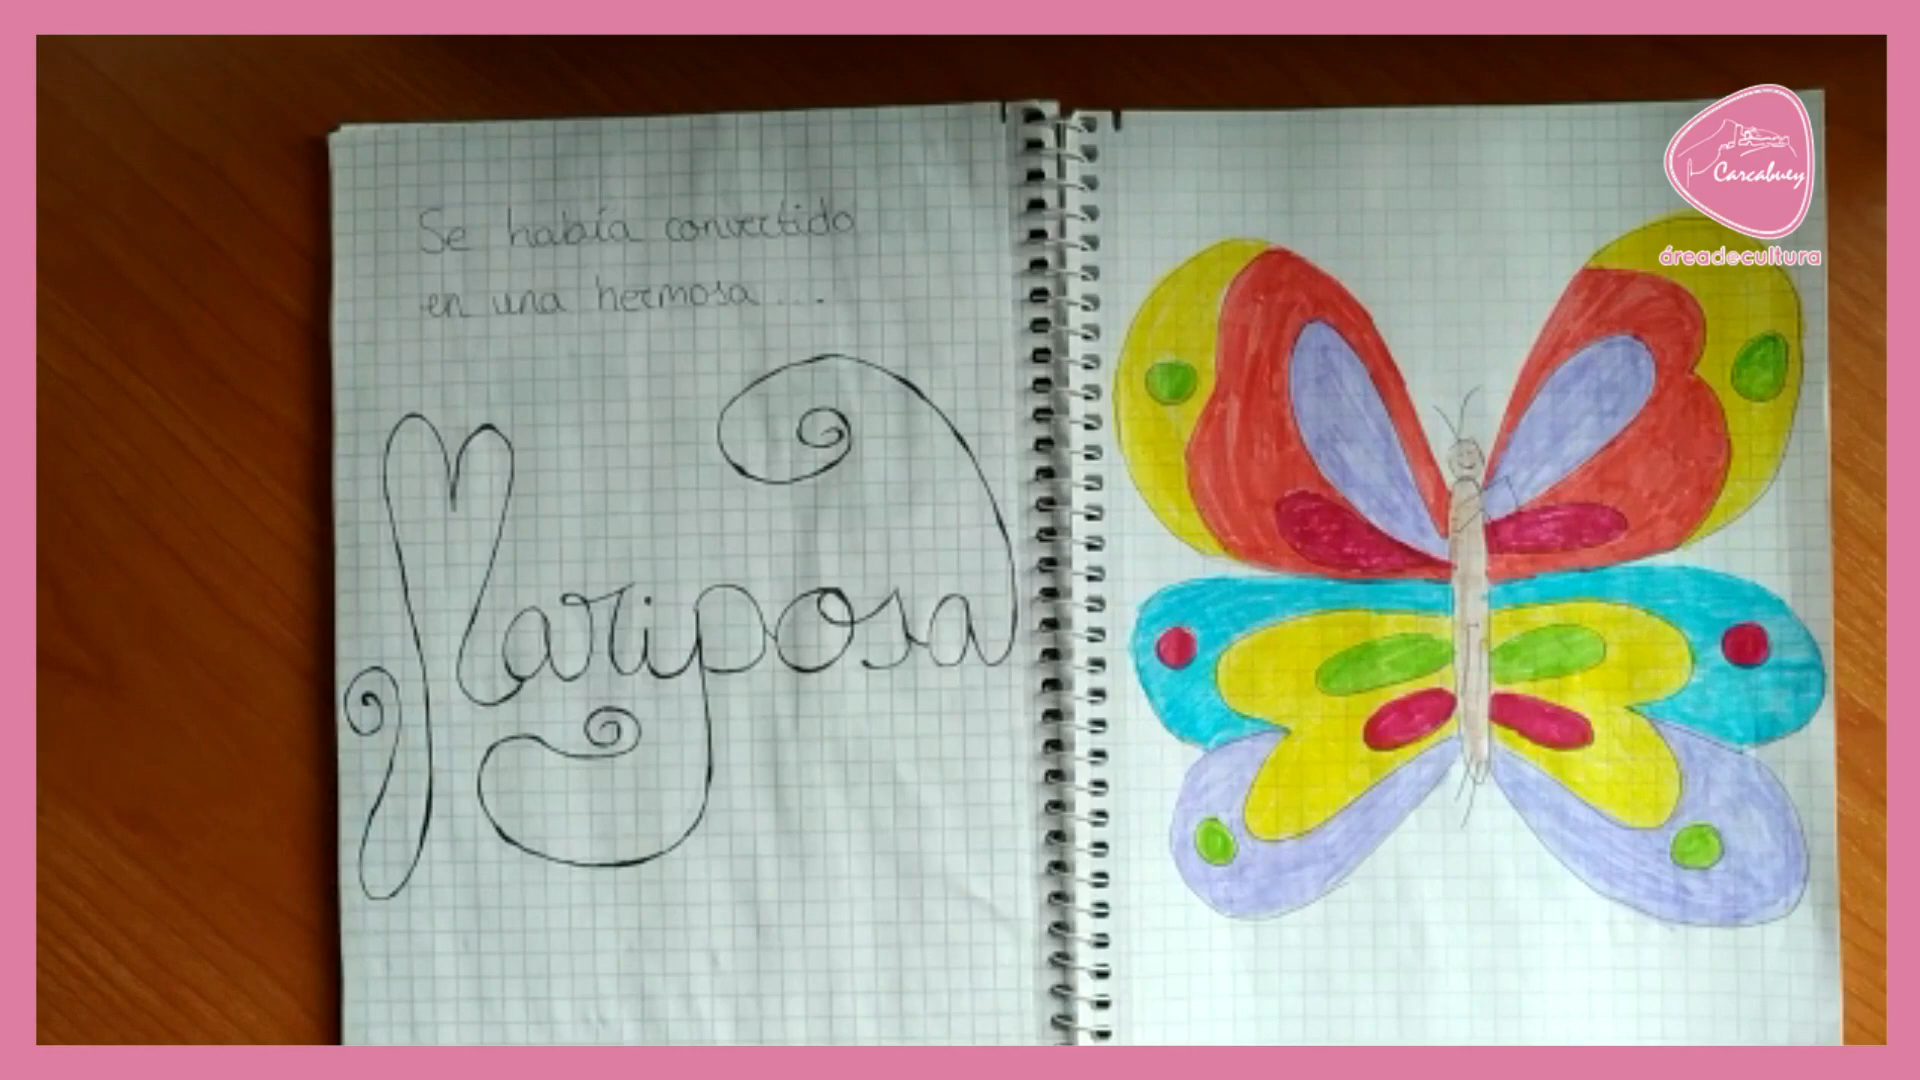 Se había convertido
en una hermosa...
Mariposa
Carcabuey
áreadecultura